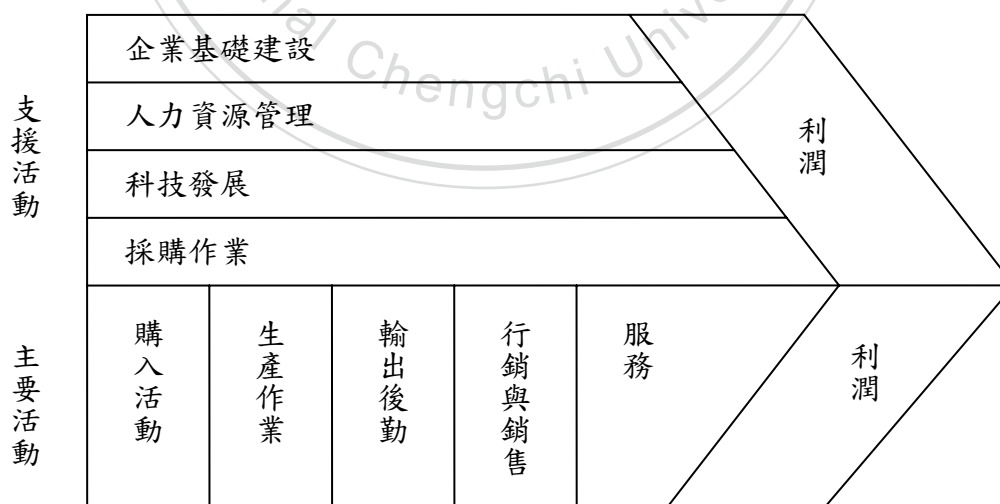 nal Chengchi Univer
企業基礎建設
人力資源管理
科技發展
採購作業
支援活動
利潤
主要活動
購入活動
生產作業
輸出後勤
行銷與銷售
服務
利潤